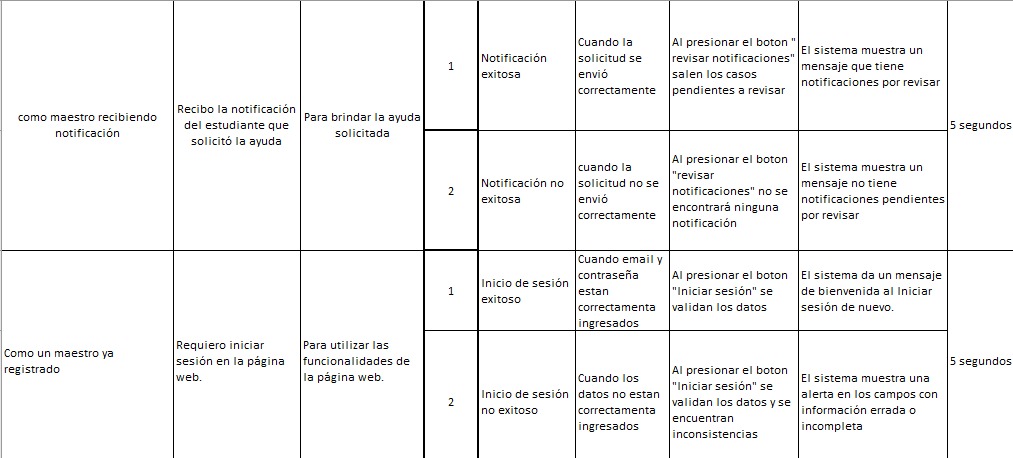 como maestro recibiendo
notificación
Recibo la notificación
del estudiante que
solicitó la ayuda
Para brindar la ayuda
solicitada
1
Notificación
exitosa
Cuando la
solicitud se
envió
correctamente
Al presionar el boton "
revisar notificaciones"
salen los casos
pendientes a revisar
El sistema muestra un
mensaje que tiene
notificaciones por revisar
5 segundos
2
Notificación no
exitosa
cuando la
solicitud no se
envió
correctamente
Al presionar el boton
"revisar
notificaciones" no se
encontrará ninguna
notificación
El sistema muestra un
mensaje no tiene
notificaciones pendientes
por revisar
Como un maestro ya
registrado
Requiero iniciar
sesión en la página
web.
Para utilizar las
funcionalidades de
la página web.
1
Inicio de sesión
exitoso
Cuando email y
contraseña
estan
correctamenta
ingresados
Al presionar el boton
"Iniciar sesión" se
validan los datos
El sistema da un mensaje
de bienvenida al Iniciar
sesión de nuevo.
5 segundos
2
Inicio de sesión
no exitoso
Cuando los
datos no estan
correctamenta
ingresados
Al presionar el boton
"Iniciar sesión" se
validan los datos y se
encuentran
inconsistencias
El sistema muestra una
alerta en los campos con
información errada o
incompleta